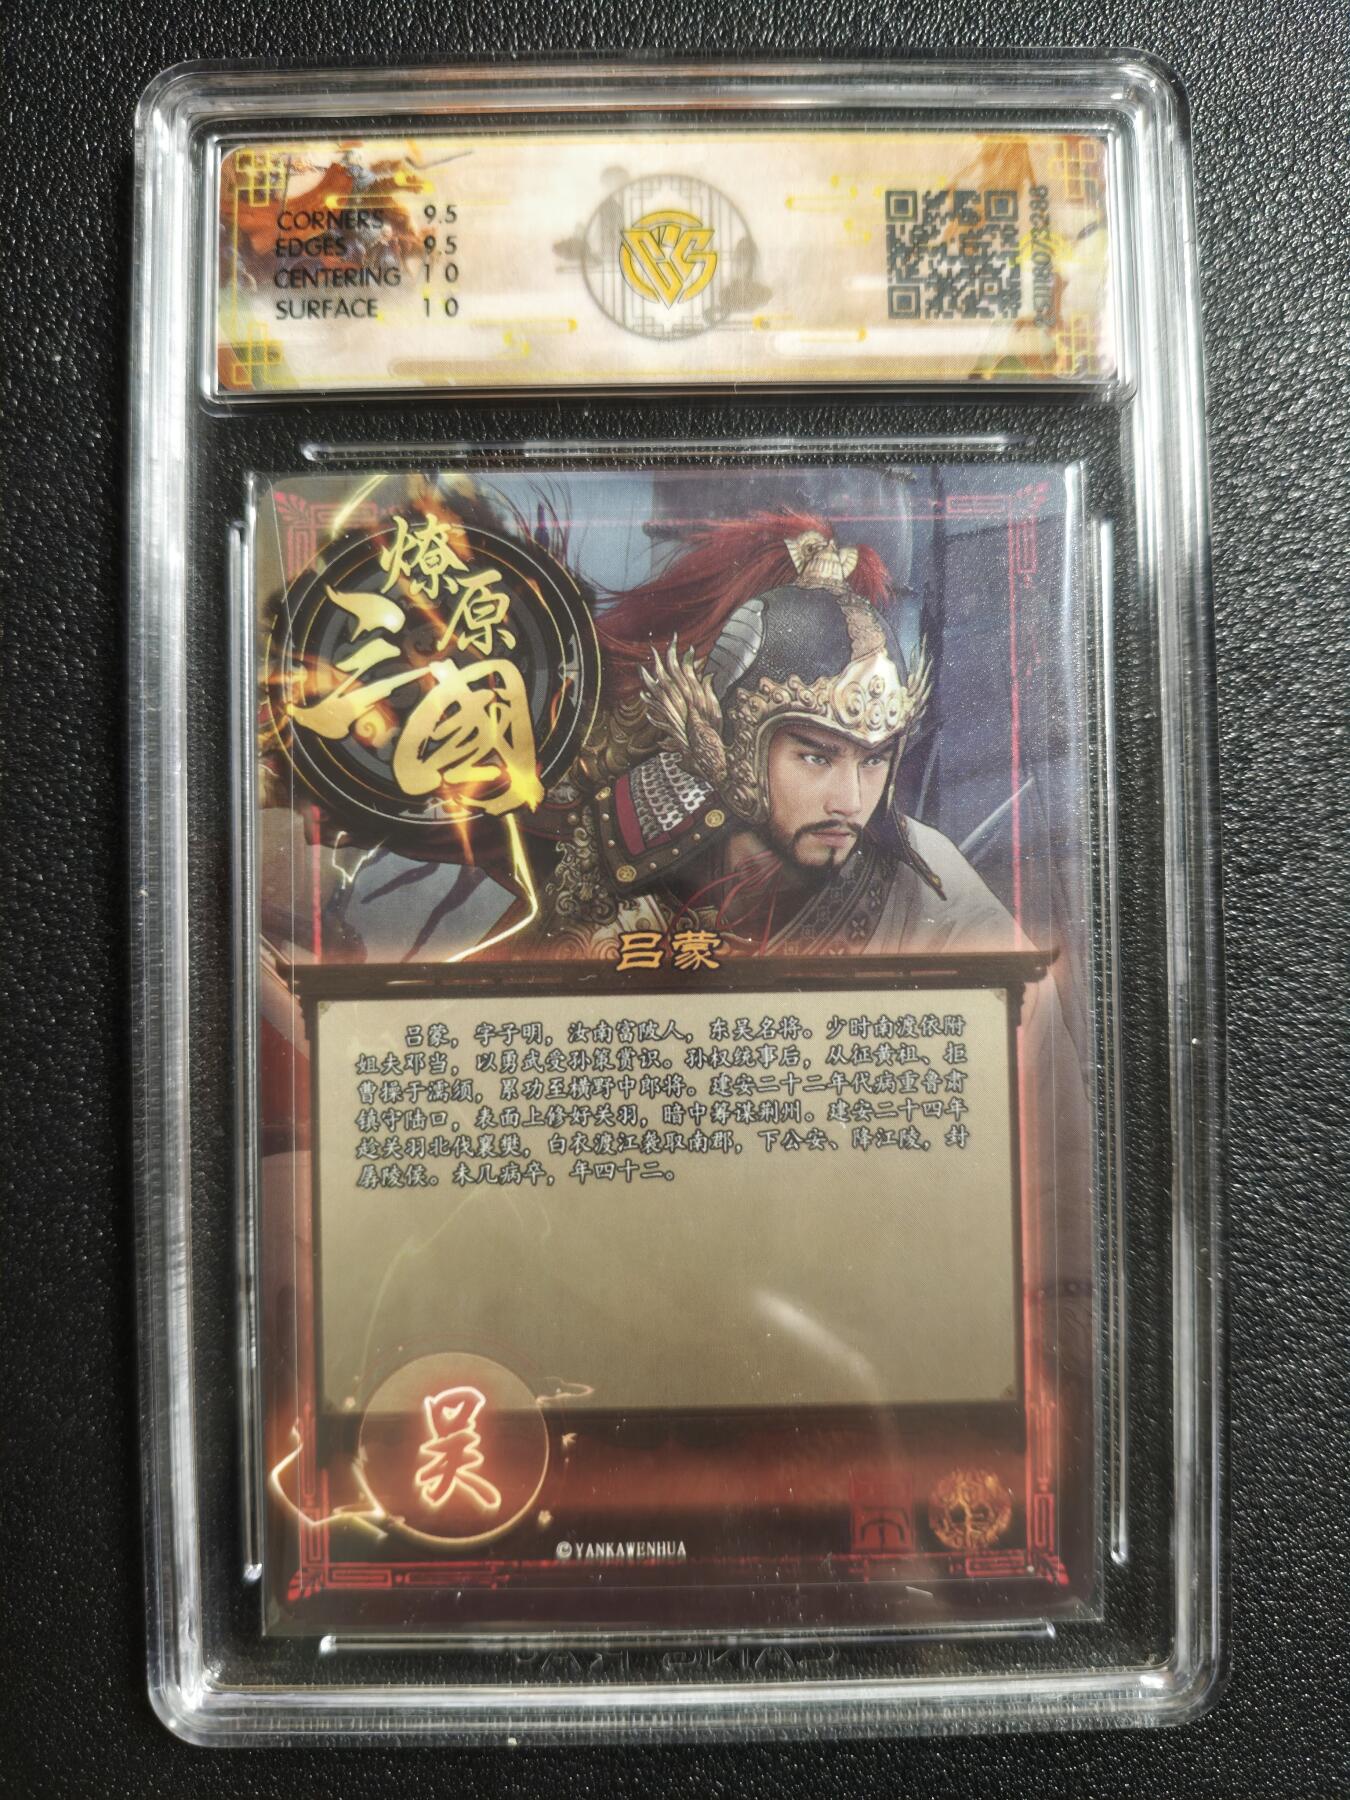 CORNERS 9.5
EDGES 9.5
CENTERING 10
SURFACE 10
燎原
三國
吕蒙
吕蒙，字子明，汝南富陂人，东吴名将。少时南渡依附
姐夫邓当，以勇武受孙策赏识。孙权统事后，从征黄祖、拒
曹操于濡须，累功至横野中郎将。建安二十二年代病重鲁肃
镇守陆口，表面上修好关羽，暗中筹谋荆州。建安二十四年
趁关羽北伐襄樊，白衣渡江袭取南郡，下公安、降江陵，封
孱陵侯。未几病卒，年四十二。
吴
©YANKAWENHUA